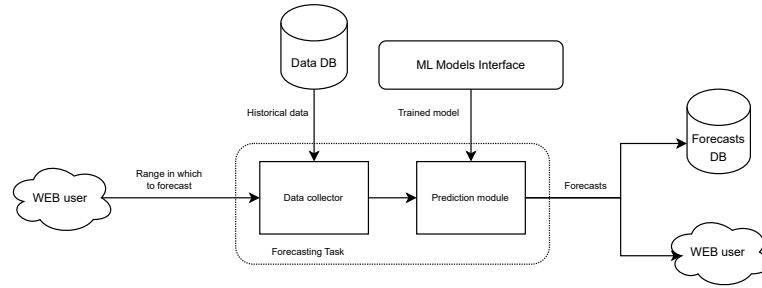 Data DB
ML Models Interface
Historical data
Trained model
Forecasts
DB
Range in which
to forecast
WEB user
Data collector
Prediction module
Forecasts
WEB user
Forecasting Task